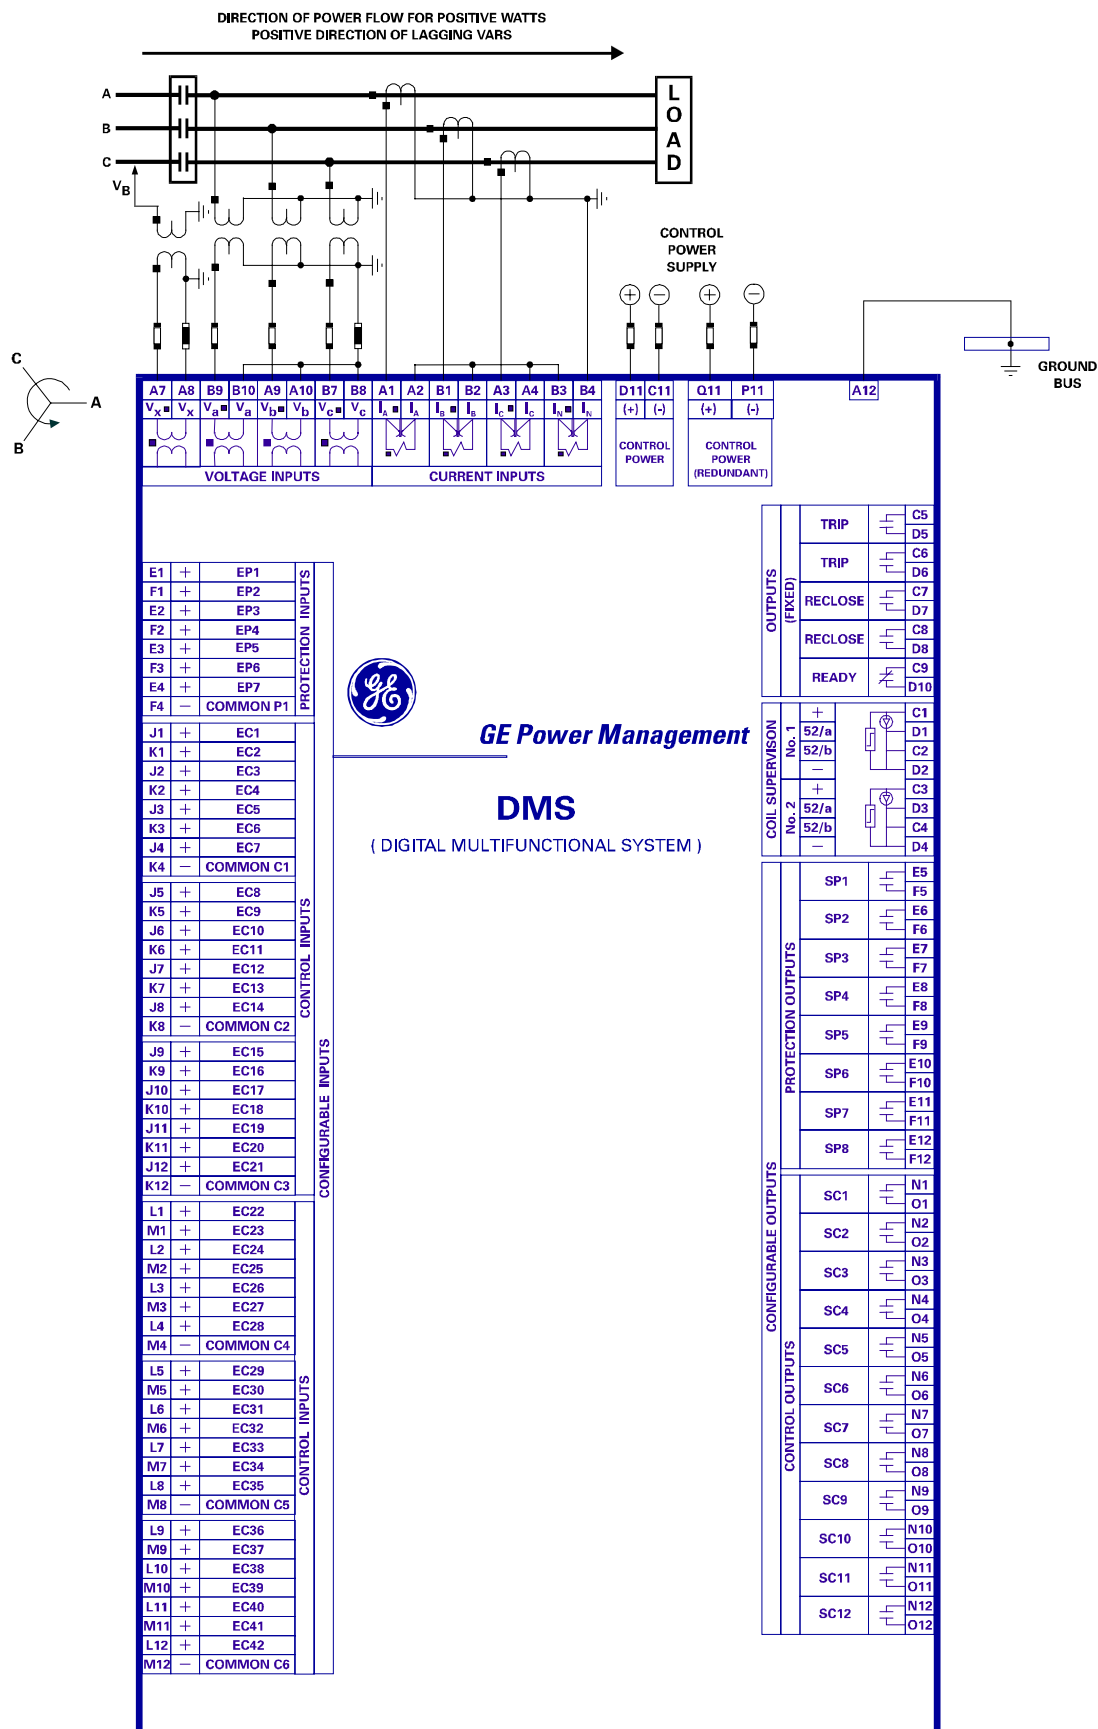 DIRECTION OF POWER FLOW FOR POSITIVE WATTS
POSITIVE DIRECTION OF LAGGING VARS
A
B
C
VB
LOAD
CONTROL
POWER
SUPPLY
+ − + −
GROUND
BUS
C
A
B
A7 A8 B9 B10 A9 A10 B7 B8 A1 A2 B1 B2 A3 A4 B3 B4 D11 C11 Q11 P11 A12
Vx Vx Va Va Vb Vb Vc Vc IA IA IB IB IC IC IN IN (+) (-) (+) (-)
CONTROL
POWER
CONTROL
POWER
(REDUNDANT)
VOLTAGE INPUTS
CURRENT INPUTS
E1 + EP1
F1 + EP2
E2 + EP3
F2 + EP4
E3 + EP5
F3 + EP6
E4 + EP7
F4 − COMMON P1
PROTECTION INPUTS
J1 + EC1
K1 + EC2
J2 + EC3
K2 + EC4
J3 + EC5
K3 + EC6
J4 + EC7
K4 − COMMON C1
J5 + EC8
K5 + EC9
J6 + EC10
K6 + EC11
J7 + EC12
K7 + EC13
J8 + EC14
K8 − COMMON C2
J9 + EC15
K9 + EC16
J10 + EC17
K10 + EC18
J11 + EC19
K11 + EC20
J12 + EC21
K12 − COMMON C3
CONTROL INPUTS
L1 + EC22
M1 + EC23
L2 + EC24
M2 + EC25
L3 + EC26
M3 + EC27
L4 + EC28
M4 − COMMON C4
L5 + EC29
M5 + EC30
L6 + EC31
M6 + EC32
L7 + EC33
M7 + EC34
L8 + EC35
M8 − COMMON C5
L9 + EC36
M9 + EC37
L10 + EC38
M10 + EC39
L11 + EC40
M11 + EC41
L12 + EC42
M12 − COMMON C6
CONTROL INPUTS
CONFIGURABLE INPUTS
GE
GE Power Management
DMS
( DIGITAL MULTIFUNCTIONAL SYSTEM )
OUTPUTS
(FIXED)
TRIP C5
D5
TRIP C6
D6
RECLOSE C7
D7
RECLOSE C8
D8
READY C9
D10
COIL SUPERVISON
No. 1
+ C1
52/a D1
52/b C2
− D2
No. 2
+ C3
52/a D3
52/b C4
− D4
CONFIGURABLE OUTPUTS
PROTECTION OUTPUTS
SP1 E5
F5
SP2 E6
F6
SP3 E7
F7
SP4 E8
F8
SP5 E9
F9
SP6 E10
F10
SP7 E11
F11
SP8 E12
F12
CONTROL OUTPUTS
SC1 N1
O1
SC2 N2
O2
SC3 N3
O3
SC4 N4
O4
SC5 N5
O5
SC6 N6
O6
SC7 N7
O7
SC8 N8
O8
SC9 N9
O9
SC10 N10
O10
SC11 N11
O11
SC12 N12
O12